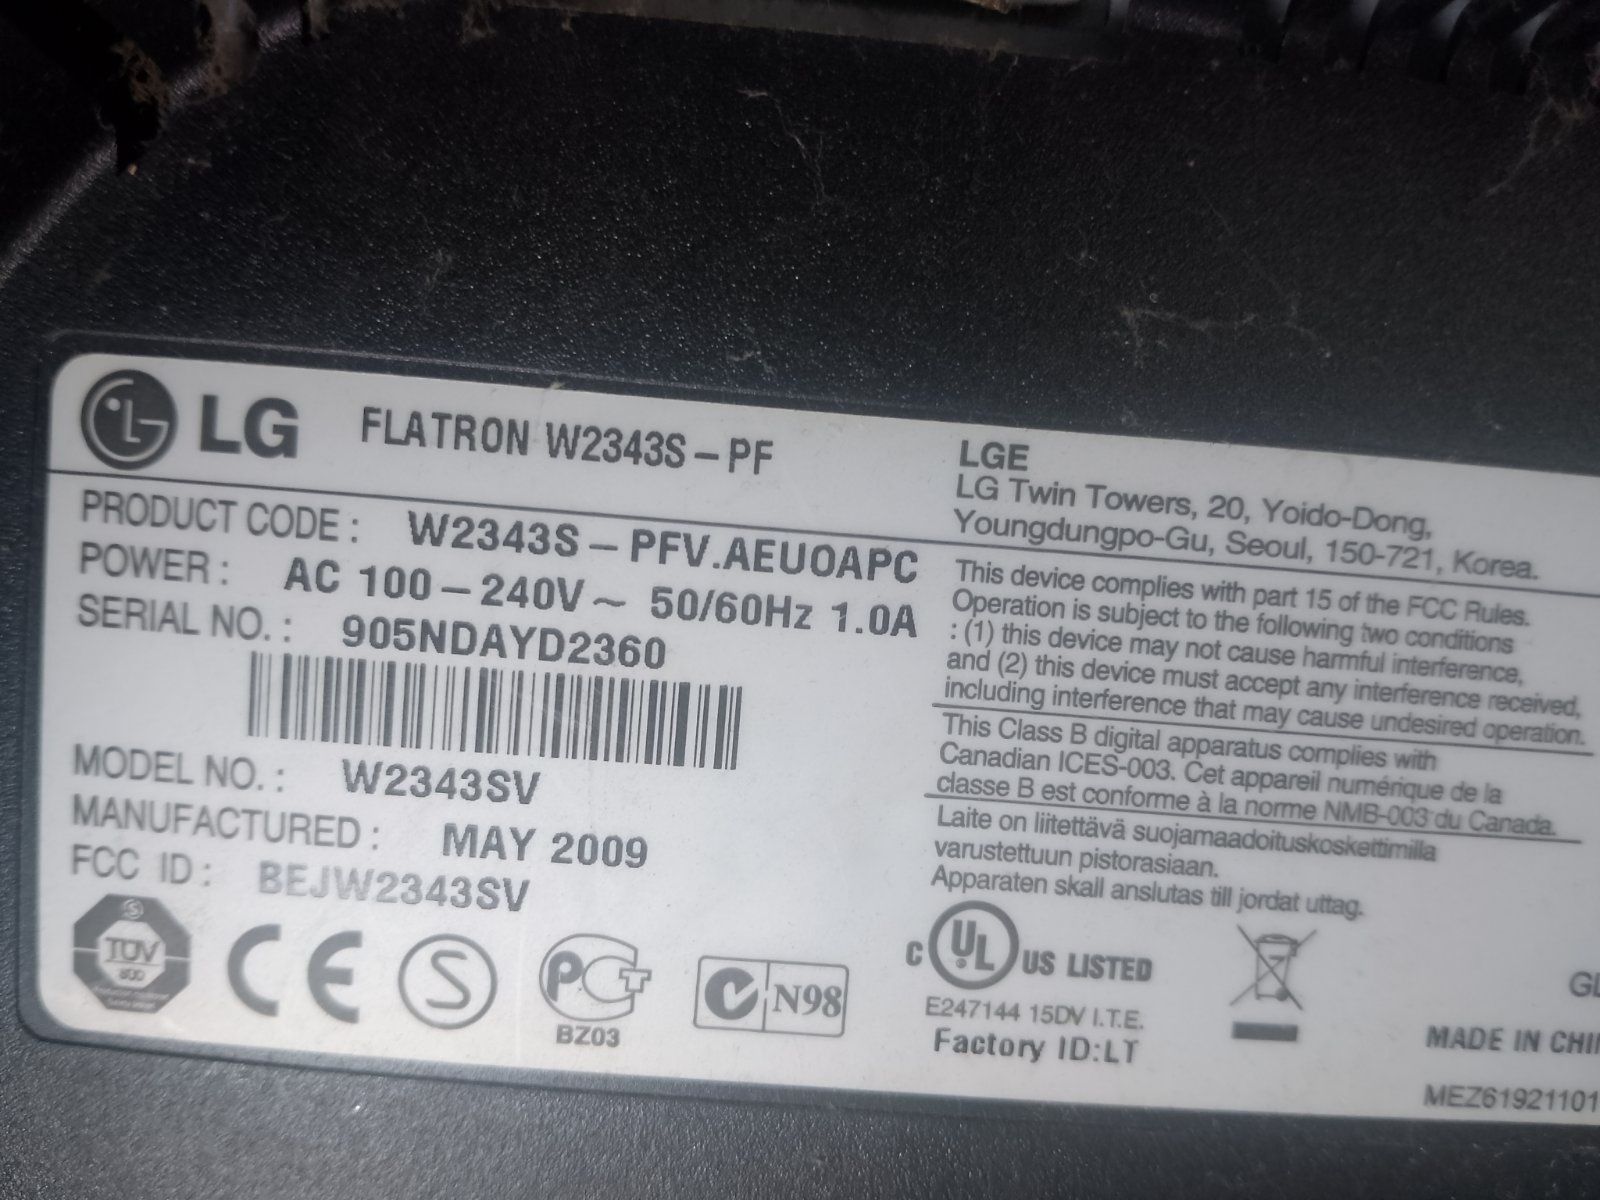 LG FLATRON W2343S-PF
PRODUCT CODE: W2343S-PFV.AEUOAPC
POWER: AC 100-240V~ 50/60Hz 1.0A
SERIAL NO.: 905NDAYD2360
MODEL NO.: W2343SV
MANUFACTURED: MAY 2009
FCC ID: BEJW2343SV
TÜV
CE
S
PCT
BZ03
N98
LGE
LG Twin Towers, 20, Yoido-Dong,
Youngdungpo-Gu, Seoul, 150-721, Korea.
This device complies with part 15 of the FCC Rules.
Operation is subject to the following two conditions
: (1) this device may not cause harmful interference,
and (2) this device must accept any interference received,
including interference that may cause undesired operation.
This Class B digital apparatus complies with
Canadian ICES-003. Cet appareil numérique de la
classe B est conforme à la norme NMB-003 du Canada.
Laite on liitettävä suojamaadoituskoskettimilla
varustettuun pistorasiaan.
Apparaten skall anslutas till jordat uttag.
C UL US LISTED
E247144 15DV I.T.E.
Factory ID:LT
MADE IN
MEZ61921101